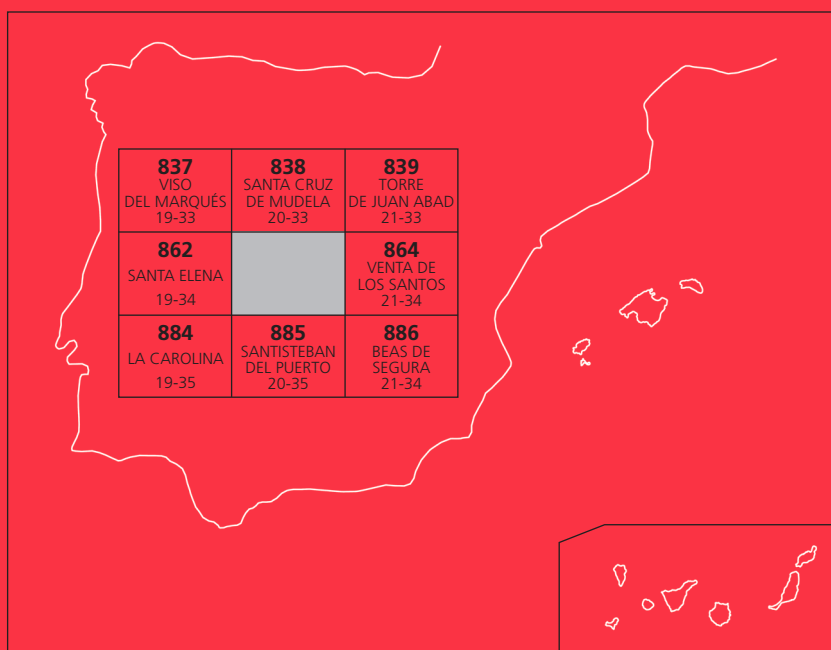 837
VISO
DEL MARQUÉS
19-33
838
SANTA CRUZ
DE MUDELA
20-33
839
TORRE
DE JUAN ABAD
21-33
862
SANTA ELENA
19-34
864
VENTA DE
LOS SANTOS
21-34
884
LA CAROLINA
19-35
885
SANTISTEBAN
DEL PUERTO
20-35
886
BEAS DE
SEGURA
21-34